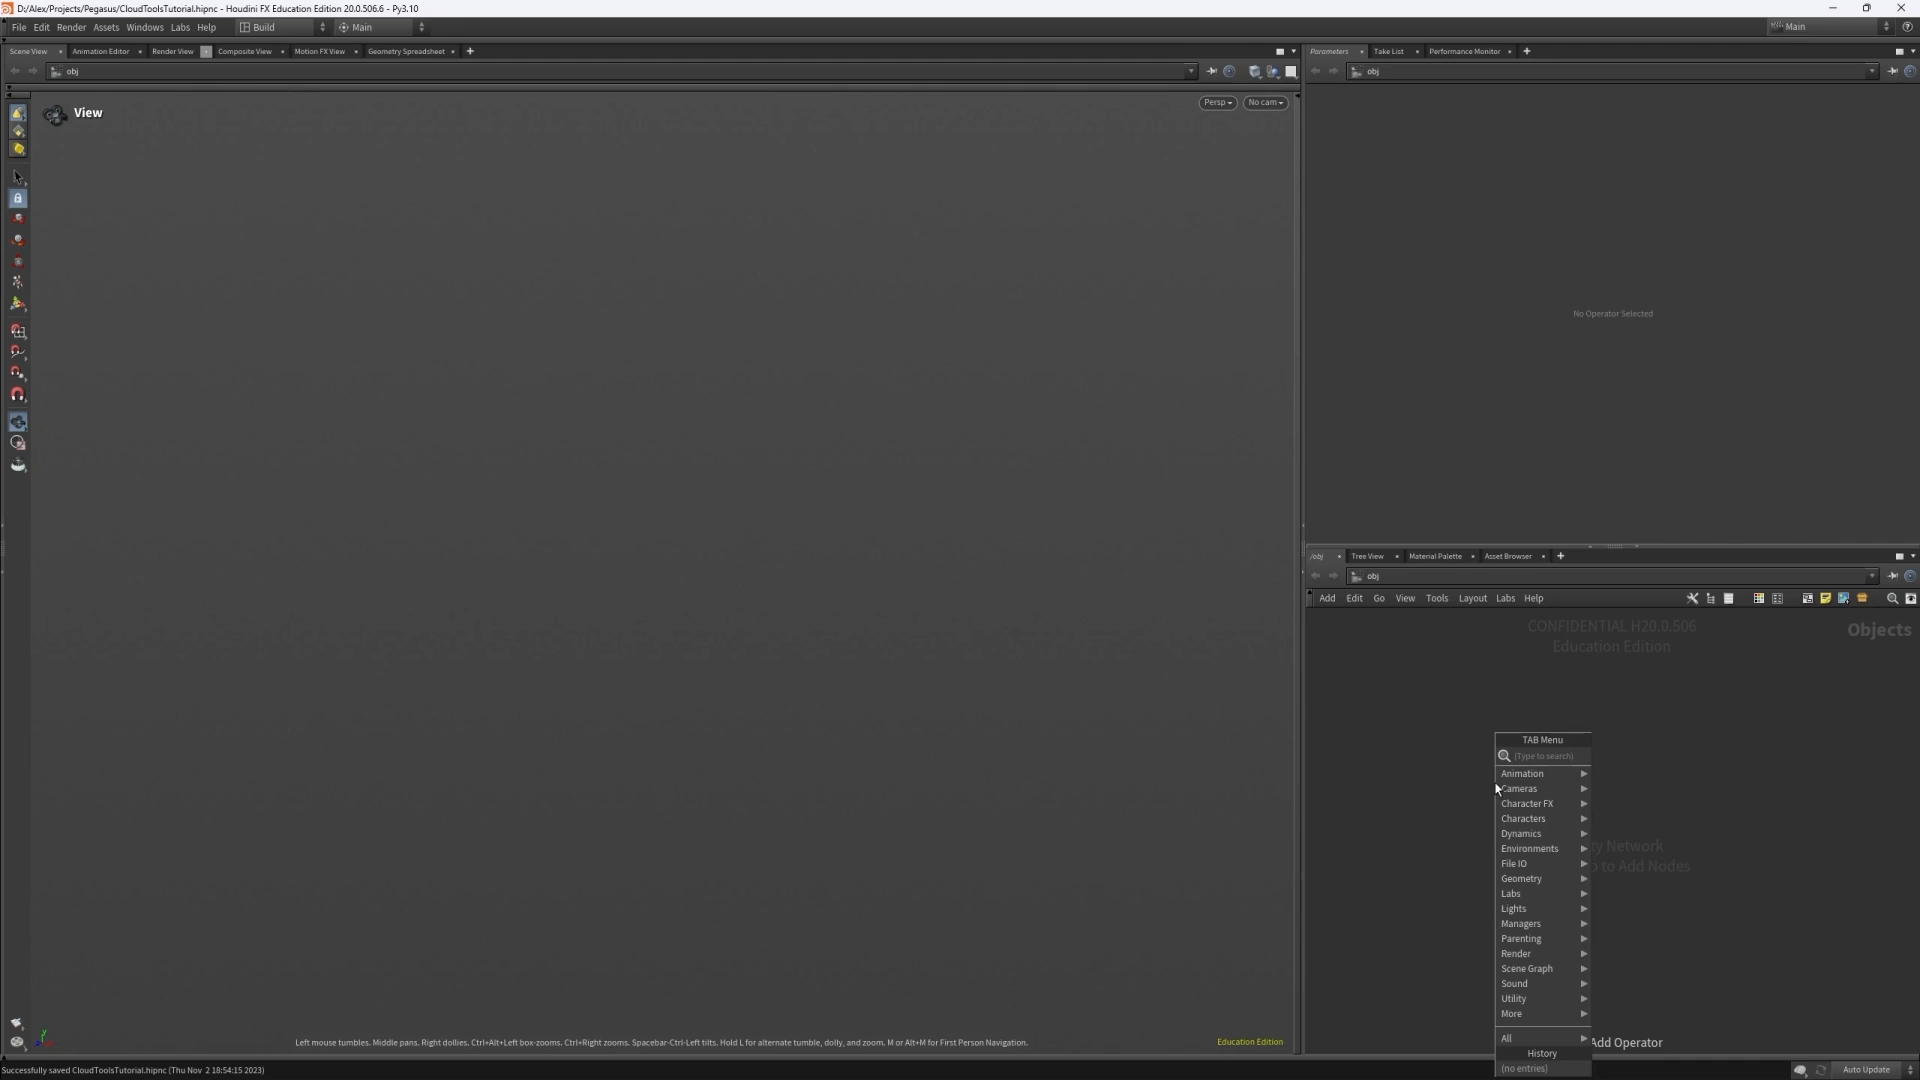 D:/Alex/Projects/Pegasus/CloudToolsTutorial.hipnc - Houdini FX Education Edition 20.0.506.6 - Py3.10
File Edit Render Assets Windows Labs Help Build Main Main
Scene View Animation Editor Render View Composite View Motion FX View Geometry Spreadsheet
obj
View
Persp No cam
Left mouse tumbles. Middle pans. Right dollies. Ctrl+Alt+Left box-zooms. Ctrl+Right zooms. Spacebar-Ctrl-Left tilts. Hold L for alternate tumble, dolly, and zoom. M or Alt+M for First Person Navigation.
Education Edition
Parameters Take List Performance Monitor
obj
No Operator Selected
/obj Tree View Material Palette Asset Browser
obj
Add Edit Go View Tools Layout Labs Help
CONFIDENTIAL H20.0.506
Education Edition
Objects
TAB Menu
(Type to search)
Animation
Cameras
Character FX
Characters
Dynamics
Environments
File IO
Geometry
Labs
Lights
Managers
Parenting
Render
Scene Graph
Sound
Utility
More
All
History
(no entries)
Network
to Add Nodes
Add Operator
Successfully saved CloudToolsTutorial.hipnc (Thu Nov 2 18:54:15 2023)
Auto Update